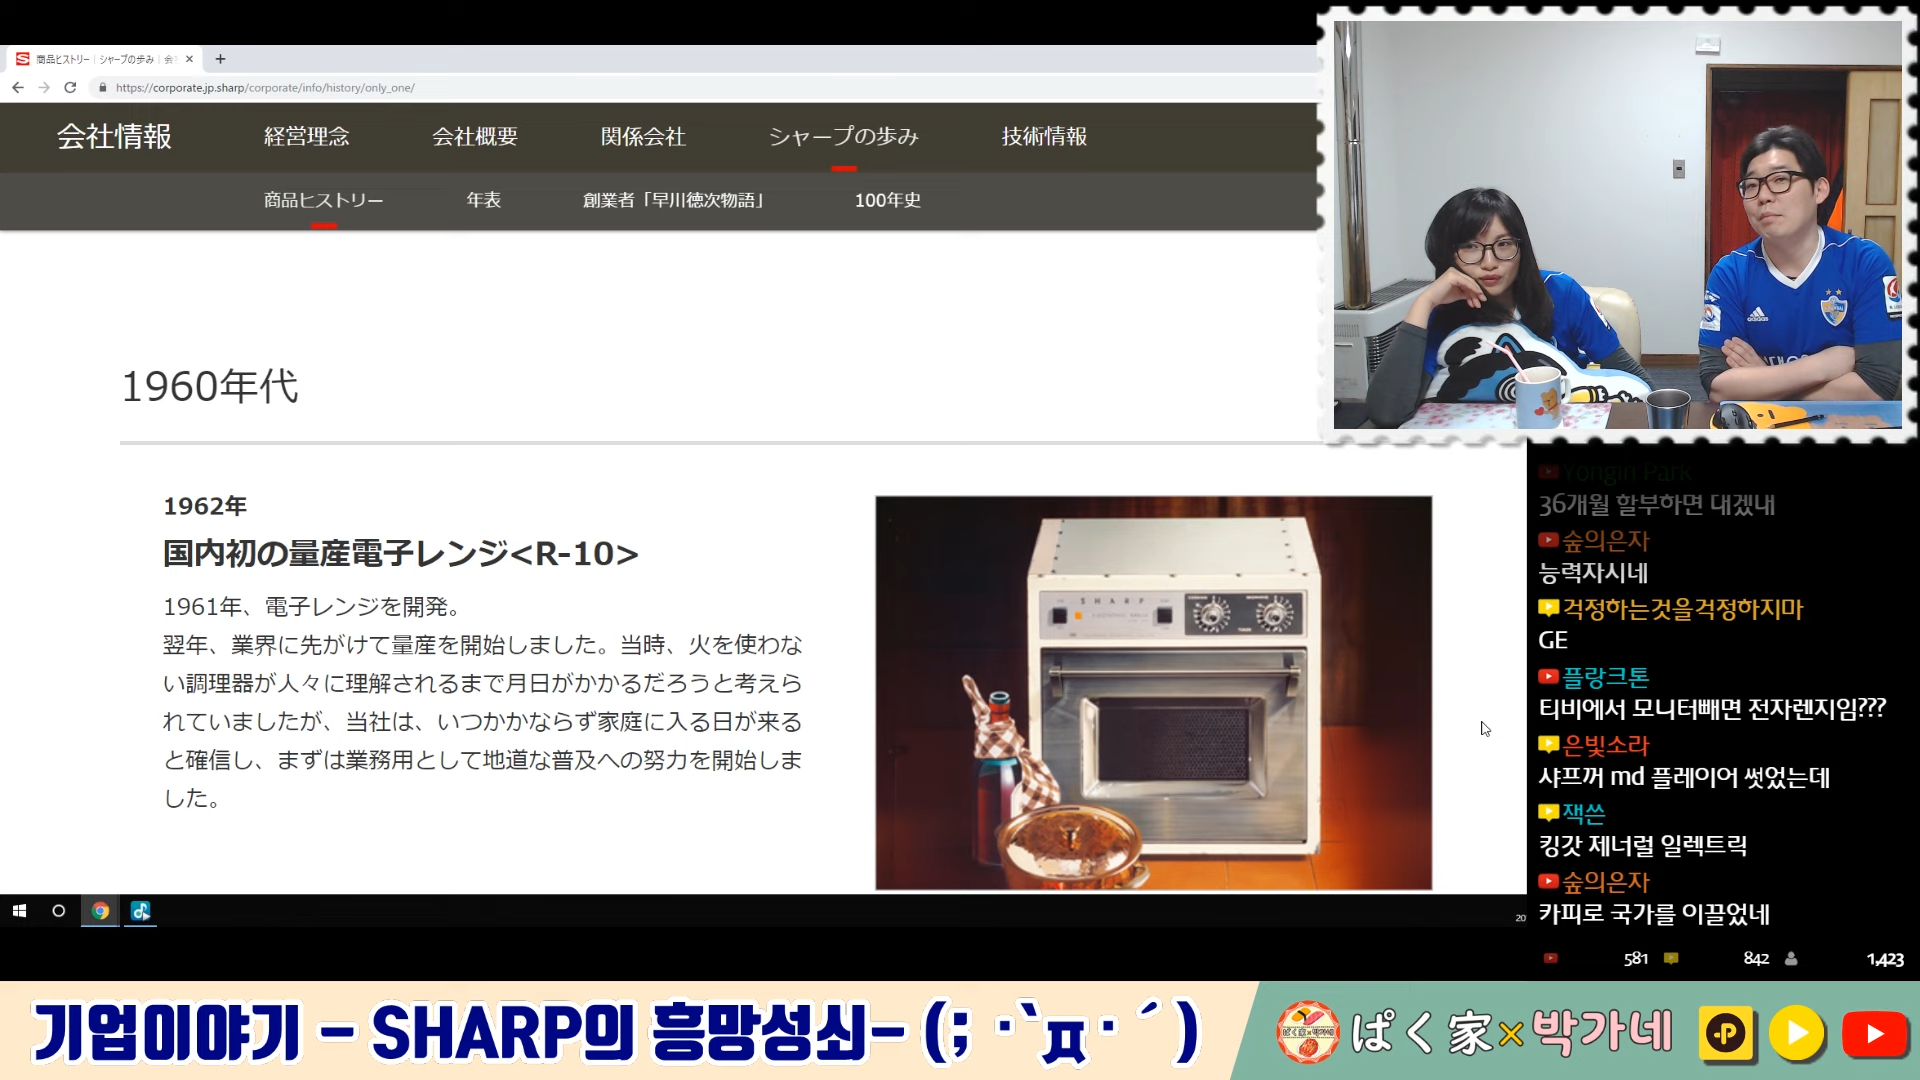 商品ヒストリー｜シャープの歩み｜会
https://corporate.jp.sharp/corporate/info/history/only_one/
会社情報 経営理念 会社概要 関係会社 シャープの歩み 技術情報
商品ヒストリー 年表 創業者「早川徳次物語」 100年史
1960年代
1962年
国内初の量産電子レンジ<R-10>
1961年、電子レンジを開発。
翌年、業界に先がけて量産を開始しました。当時、火を使わな
い調理器が人々に理解されるまで月日がかかるだろうと考えら
れていましたが、当社は、いつかかならず家庭に入る日が来る
と確信し、まずは業務用として地道な普及への努力を開始しま
した。
SHARP
adidas
Yongin Park
36개월 할부하면 대겠내
숲의은자
능력자시네
걱정하는것을걱정하지마
GE
플랑크톤
티비에서 모니터빼면 전자렌지임???
은빛소라
샤프꺼 md 플레이어 썻었는데
잭쓴
킹갓 제너럴 일렉트릭
숲의은자
카피로 국가를 이끌었네
20
581 842 1,423
기업이야기 - SHARP의 흥망성쇠- (; ･`д･´)
ぱく家×박가네